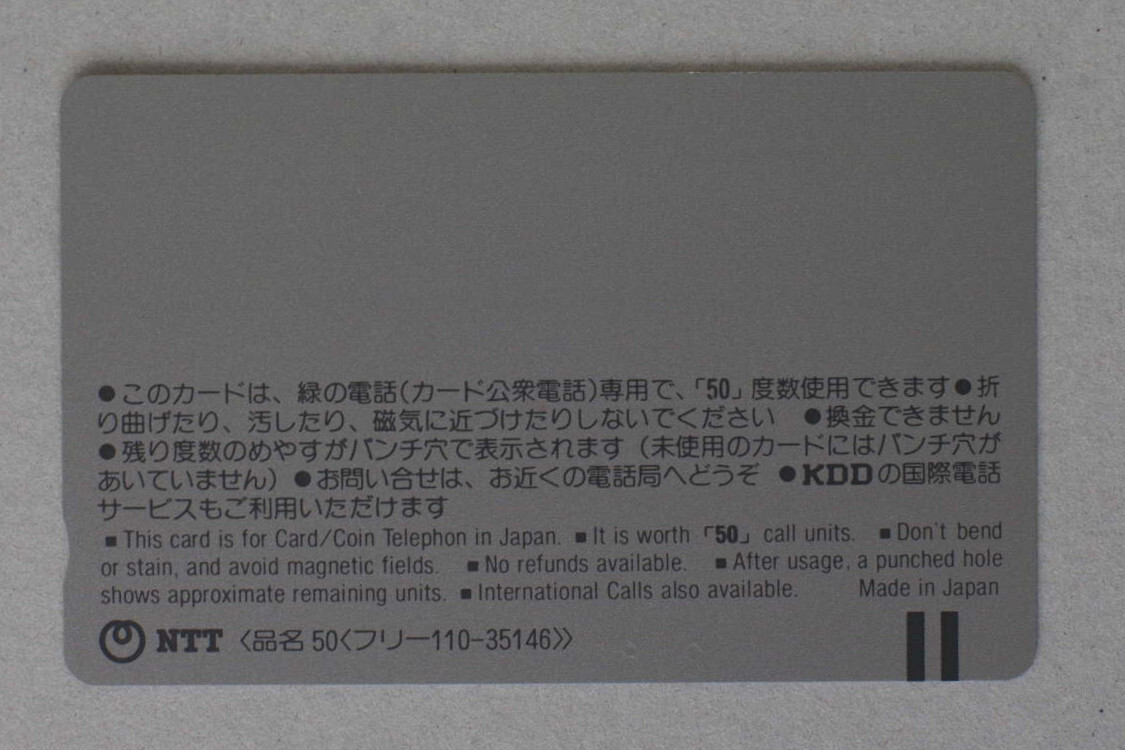 ●このカードは、緑の電話(カード公衆電話)専用で、「50」度数使用できます●折
り曲げたり、汚したり、磁気に近づけたりしないでください ●換金できません
●残り度数のめやすがパンチ穴で表示されます(未使用のカードにはパンチ穴が
あいていません)●お問い合せは、お近くの電話局へどうぞ ●KDDの国際電話
サービスもご利用いただけます
■This card is for Card/Coin Telephon in Japan. ■It is worth「50」call units. ■Don't bend
or stain, and avoid magnetic fields. ■No refunds available. ■After usage, a punched hole
shows approximate remaining units. ■International Calls also available. Made in Japan
NTT〈品名 50〈フリー110-35146〉〉